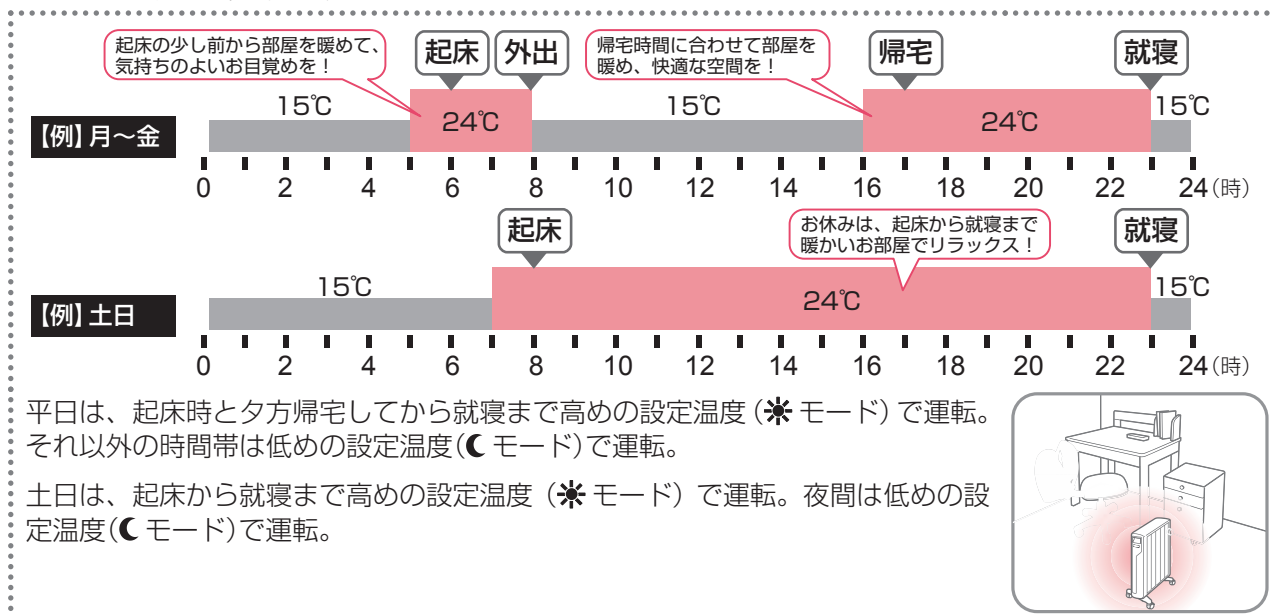 起床の少し前から部屋を暖めて、
気持ちのよいお目覚めを！
起床
外出
帰宅時間に合わせて部屋を
暖め、快適な空間を！
帰宅
就寝
15℃
24℃
15℃
24℃
15℃
【例】月～金
0 2 4 6 8 10 12 14 16 18 20 22 24（時）
起床
お休みは、起床から就寝まで
暖かいお部屋でリラックス！
就寝
15℃
24℃
15℃
【例】土日
0 2 4 6 8 10 12 14 16 18 20 22 24（時）
平日は、起床時と夕方帰宅してから就寝まで高めの設定温度（☀モード）で運転。
それ以外の時間帯は低めの設定温度（☾モード）で運転。
土日は、起床から就寝まで高めの設定温度（☀モード）で運転。夜間は低めの設
定温度（☾モード）で運転。